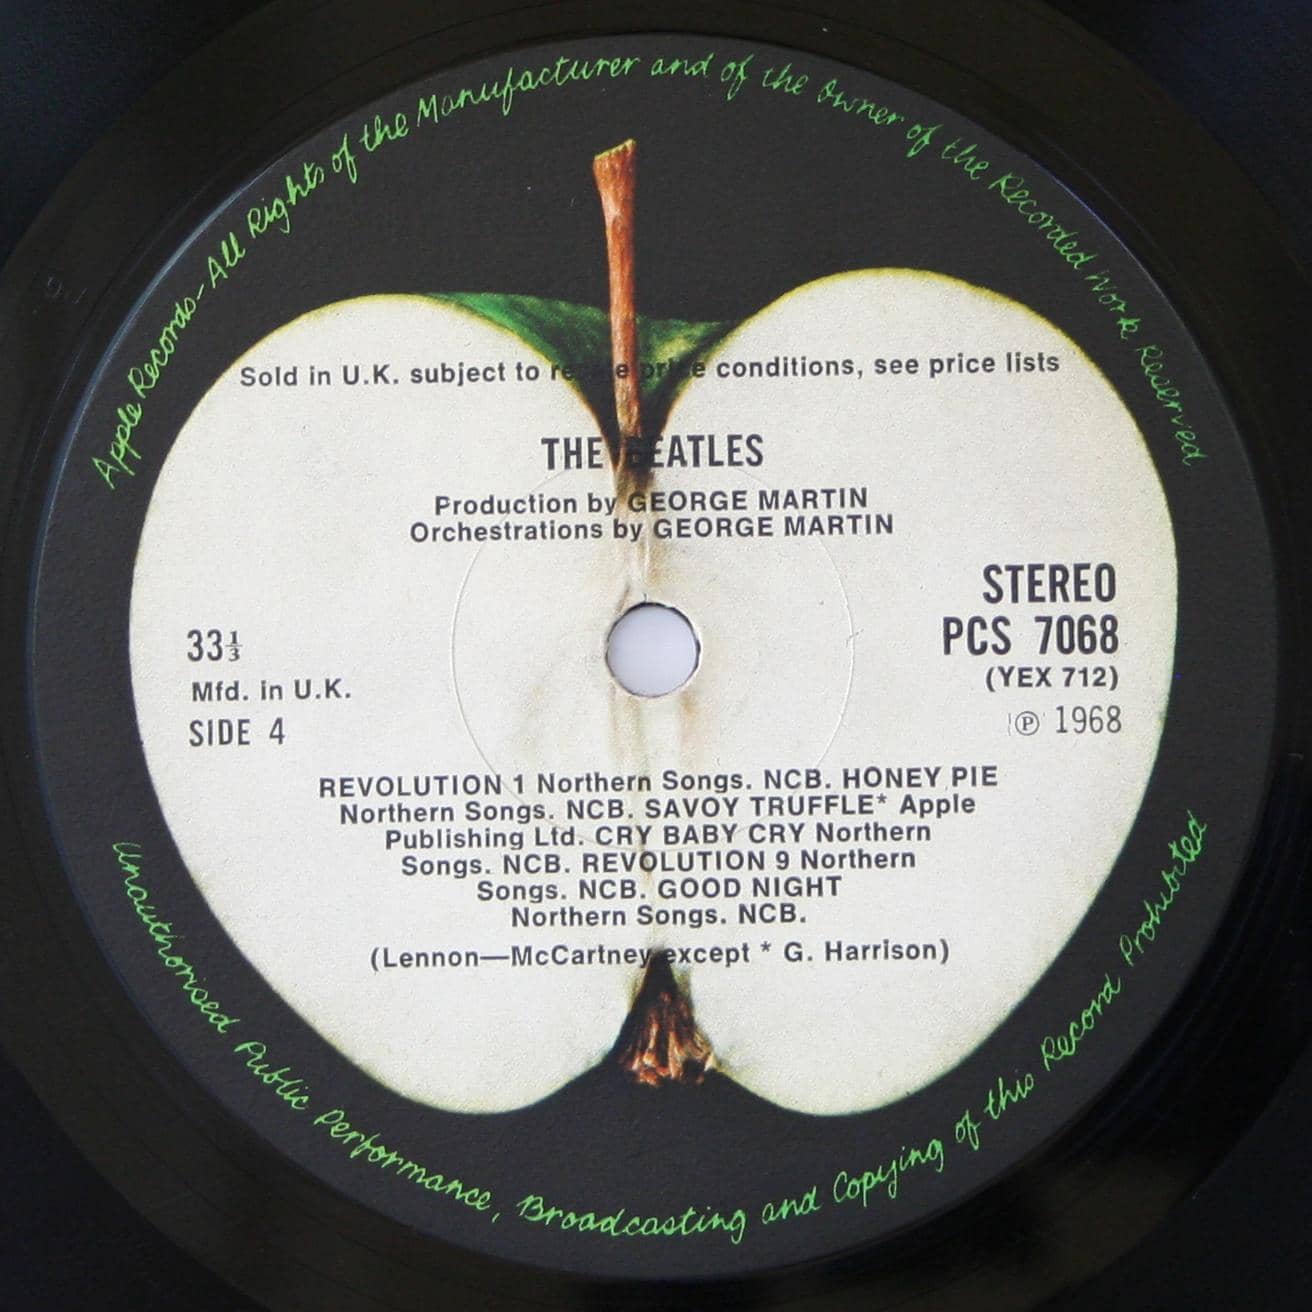 Apple Records-All Rights of the Manufacturer and of the Owner of the Recorded Work Reserved
Sold in U.K. subject to resale price conditions, see price lists
THE BEATLES
Production by GEORGE MARTIN
Orchestrations by GEORGE MARTIN
STEREO
PCS 7068
(YEX 712)
℗ 1968
33⅓
Mfd. in U.K.
SIDE 4
REVOLUTION 1 Northern Songs. NCB. HONEY PIE
Northern Songs. NCB. SAVOY TRUFFLE* Apple
Publishing Ltd. CRY BABY CRY Northern
Songs. NCB. REVOLUTION 9 Northern
Songs. NCB. GOOD NIGHT
Northern Songs. NCB.
(Lennon—McCartney except * G. Harrison)
Unauthorised Public Performance, Broadcasting and Copying of this Record Prohibited